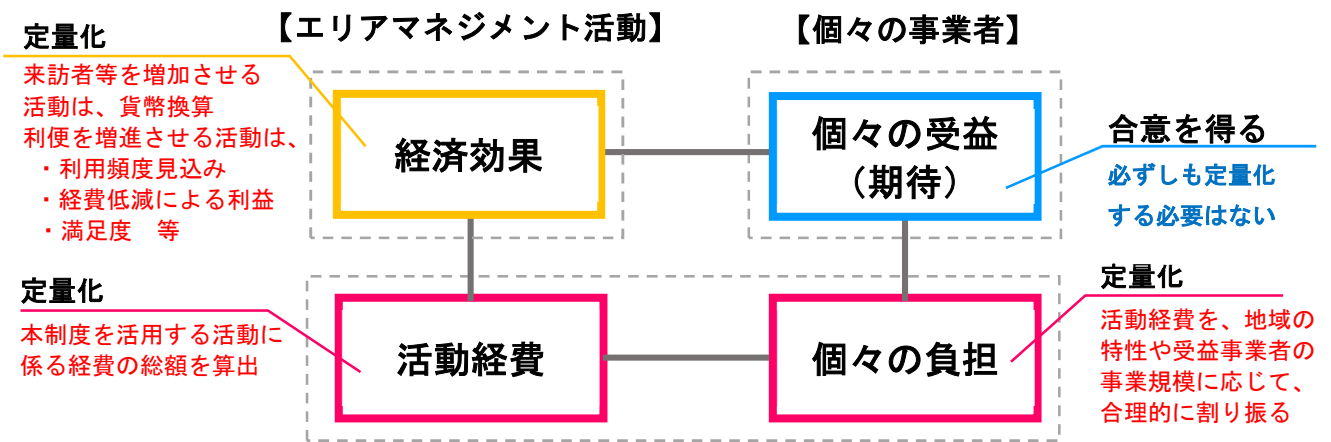 【エリアマネジメント活動】
【個々の事業者】
定量化
来訪者等を増加させる
活動は、貨幣換算
利便を増進させる活動は、
・利用頻度見込み
・経費低減による利益
・満足度　等
経済効果
個々の受益
（期待）
合意を得る
必ずしも定量化
する必要はない
定量化
本制度を活用する活動に
係る経費の総額を算出
活動経費
個々の負担
定量化
活動経費を、地域の
特性や受益事業者の
事業規模に応じて、
合理的に割り振る